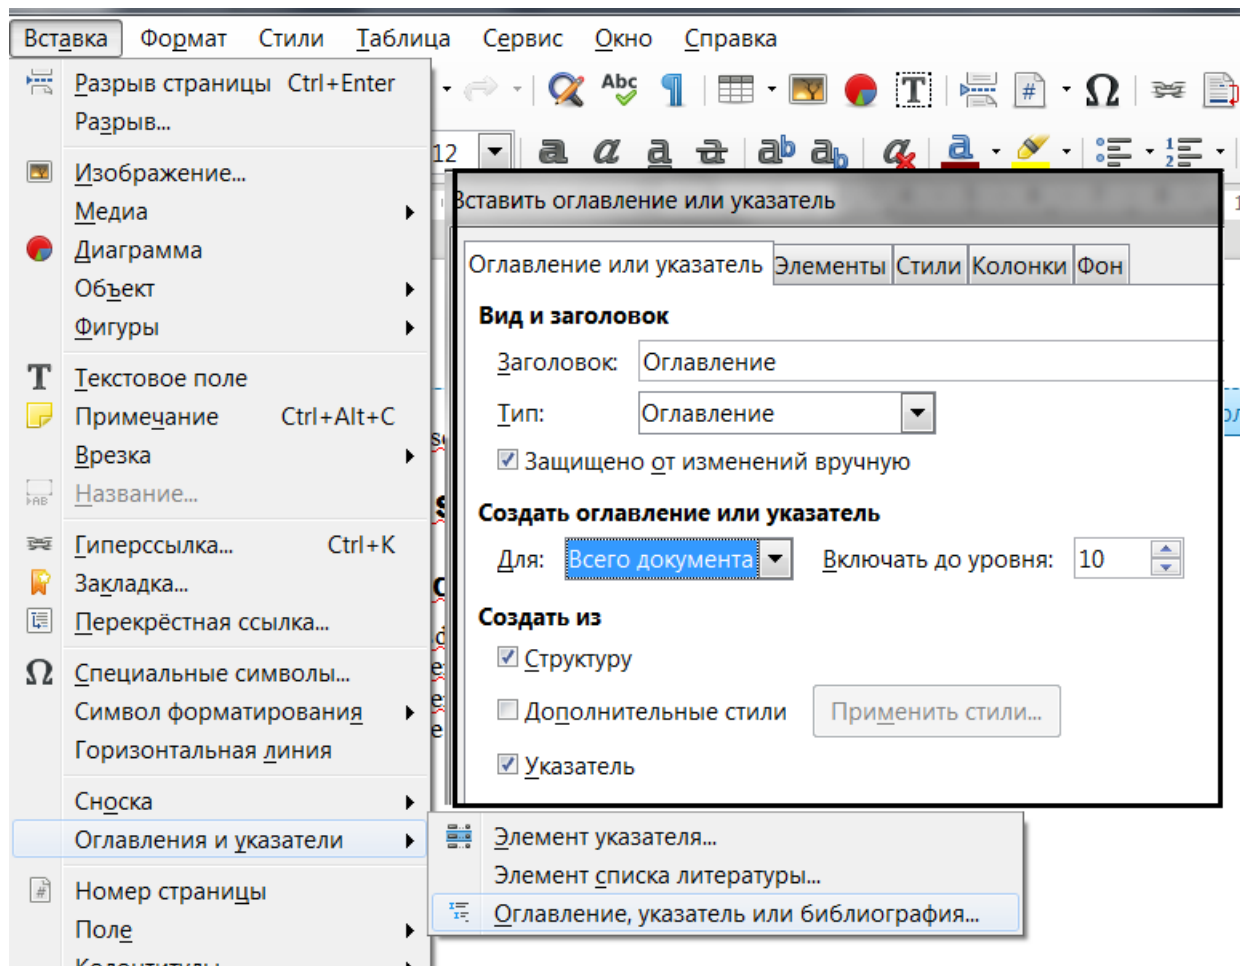 Вставка Формат Стили Таблица Сервис Окно Справка
Разрыв страницы Ctrl+Enter
Разрыв...
Изображение...
Медиа
Диаграмма
Объект
Фигуры
Текстовое поле
Примечание Ctrl+Alt+C
Врезка
Название...
Гиперссылка... Ctrl+K
Закладка...
Перекрёстная ссылка...
Специальные символы...
Символ форматирования
Горизонтальная линия
Сноска
Оглавления и указатели
Номер страницы
Поле
Колонтитулы
Abc
12
Вставить оглавление или указатель
Оглавление или указатель Элементы Стили Колонки Фон
Вид и заголовок
Заголовок: Оглавление
Тип: Оглавление
Защищено от изменений вручную
Создать оглавление или указатель
Для: Всего документа Включать до уровня: 10
Создать из
Структуру
Дополнительные стили Применить стили...
Указатель
Элемент указателя...
Элемент списка литературы...
Оглавление, указатель или библиография...